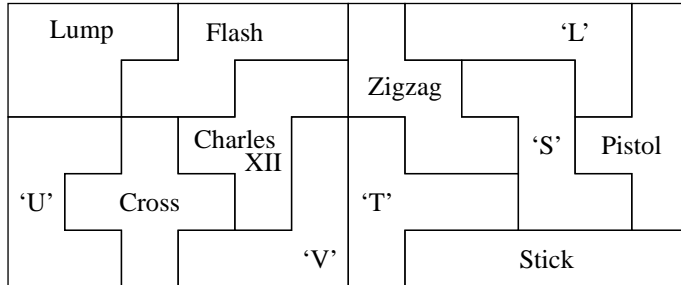 Lump
Flash
‘L’
Zigzag
Charles
XII
‘S’
Pistol
‘U’
Cross
‘T’
‘V’
Stick